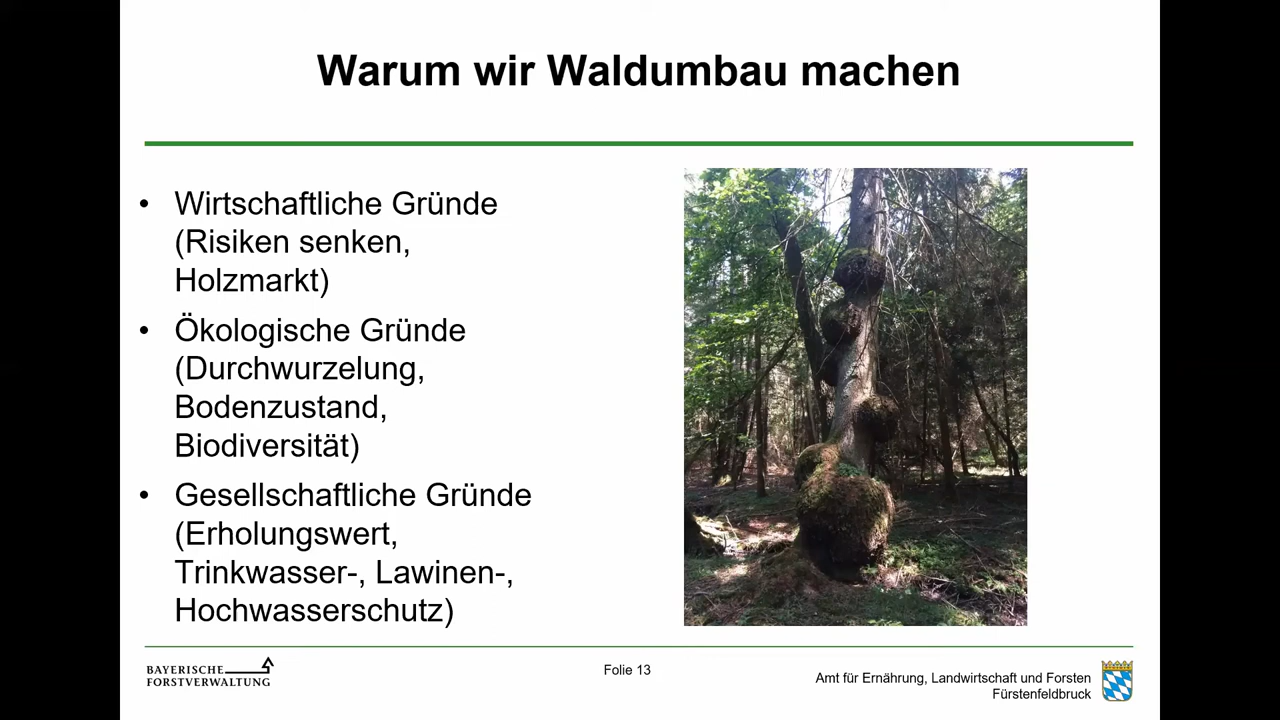 Warum wir Waldumbau machen
• Wirtschaftliche Gründe
(Risiken senken,
Holzmarkt)
• Ökologische Gründe
(Durchwurzelung,
Bodenzustand,
Biodiversität)
• Gesellschaftliche Gründe
(Erholungswert,
Trinkwasser-, Lawinen-,
Hochwasserschutz)
BAYERISCHE
FORSTVERWALTUNG
Folie 13
Amt für Ernährung, Landwirtschaft und Forsten
Fürstenfeldbruck